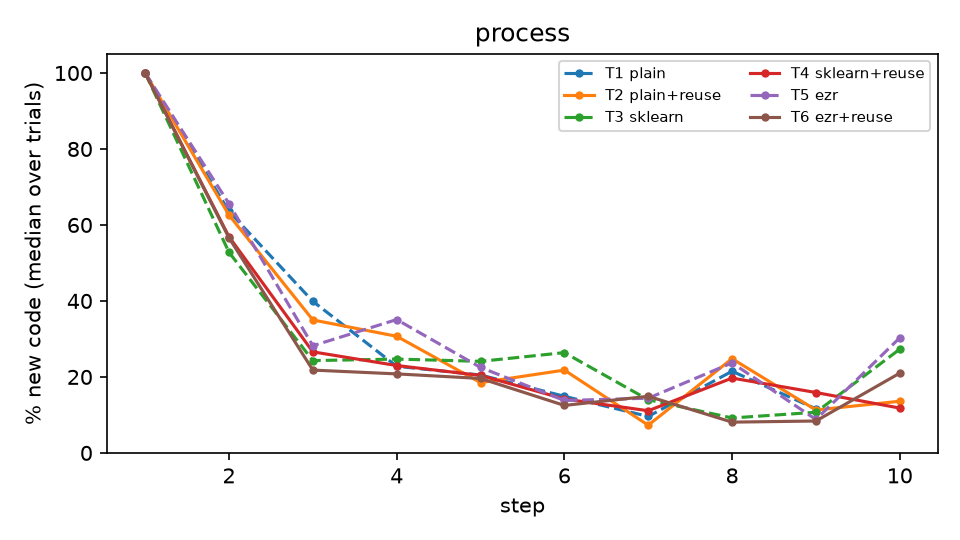 process
% new code (median over trials)
100
80
60
40
20
0
T1 plain
T2 plain+reuse
T3 sklearn
T4 sklearn+reuse
T5 ezr
T6 ezr+reuse
2 4 6 8 10
step